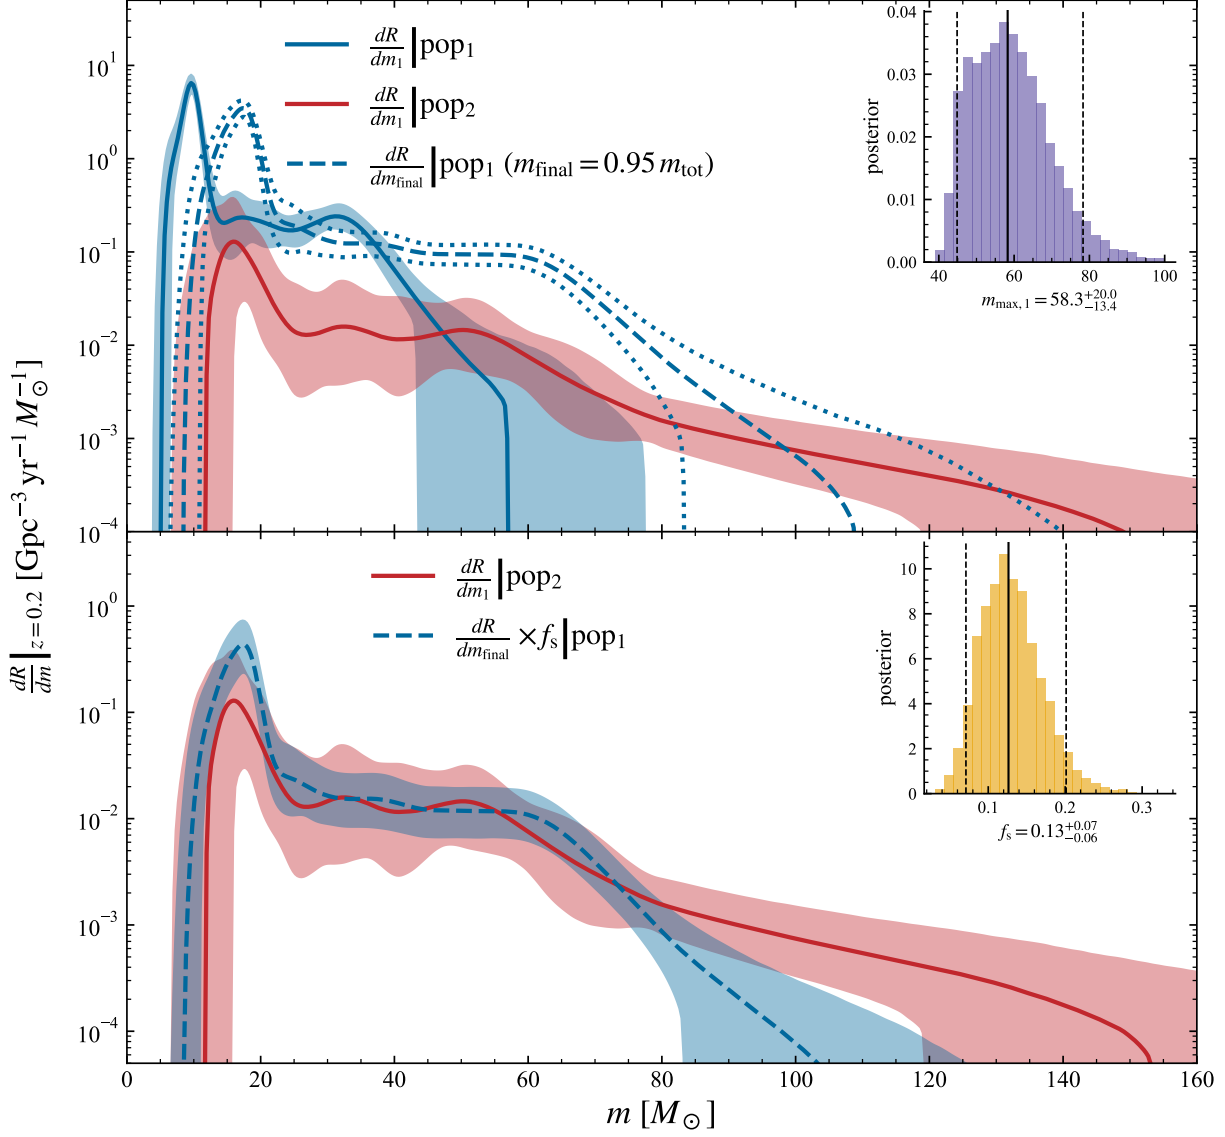 dR/dm₁|pop₁
dR/dm₁|pop₂
dR/dm_final|pop₁ (m_final = 0.95 m_tot)
10¹
10⁰
10⁻¹
10⁻²
10⁻³
10⁻⁴
posterior
0.04
0.03
0.02
0.01
0.00
40 60 80 100
m_max, 1 = 58.3 +20.0 −13.4
dR/dm|z = 0.2 [Gpc⁻³ yr⁻¹ M⊙⁻¹]
dR/dm₁|pop₂
dR/dm_final × f_s|pop₁
10⁰
10⁻¹
10⁻²
10⁻³
10⁻⁴
posterior
10
8
6
4
2
0
0.1 0.2 0.3
f_s = 0.13 +0.07 −0.06
0 20 40 60 80 100 120 140 160
m [M⊙]